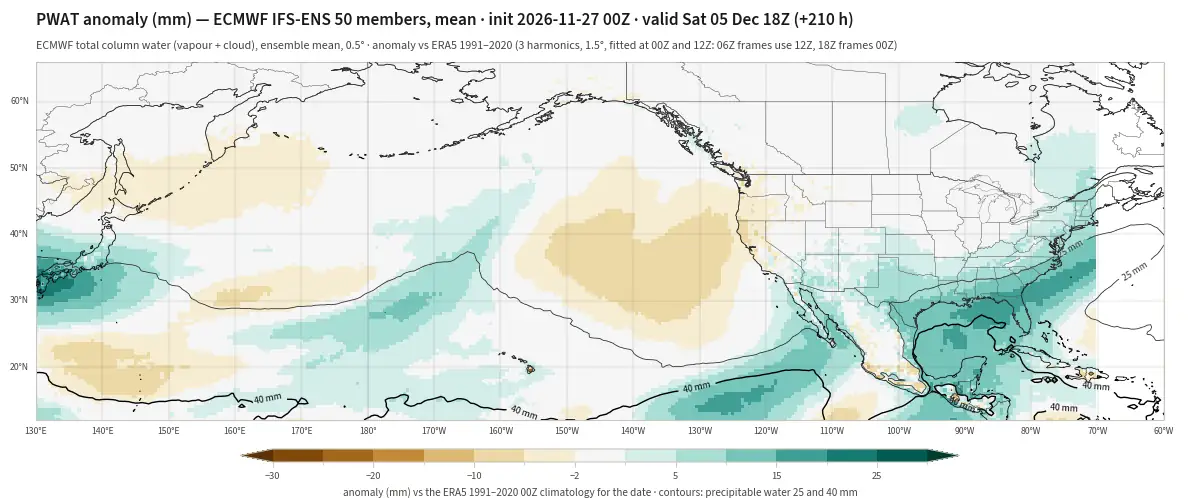 PWAT anomaly (mm) — ECMWF IFS-ENS 50 members, mean · init 2026-11-27 00Z · valid Sat 05 Dec 18Z (+210 h)
ECMWF total column water (vapour + cloud), ensemble mean, 0.5° · anomaly vs ERA5 1991–2020 (3 harmonics, 1.5°, fitted at 00Z and 12Z: 06Z frames use 12Z, 18Z frames 00Z)
60°N
50°N
40°N
mm
25 mm
30°N
20°N
40 mm
40 mm
40 mm
40 mm
40 mm
130°E 140°E 150°E 160°E 170°E 180° 170°W 160°W 150°W 140°W 130°W 120°W 110°W 100°W 90°W 80°W 70°W 60°W
−30 −20 −10 −2 5 15 25
anomaly (mm) vs the ERA5 1991–2020 00Z climatology for the date · contours: precipitable water 25 and 40 mm